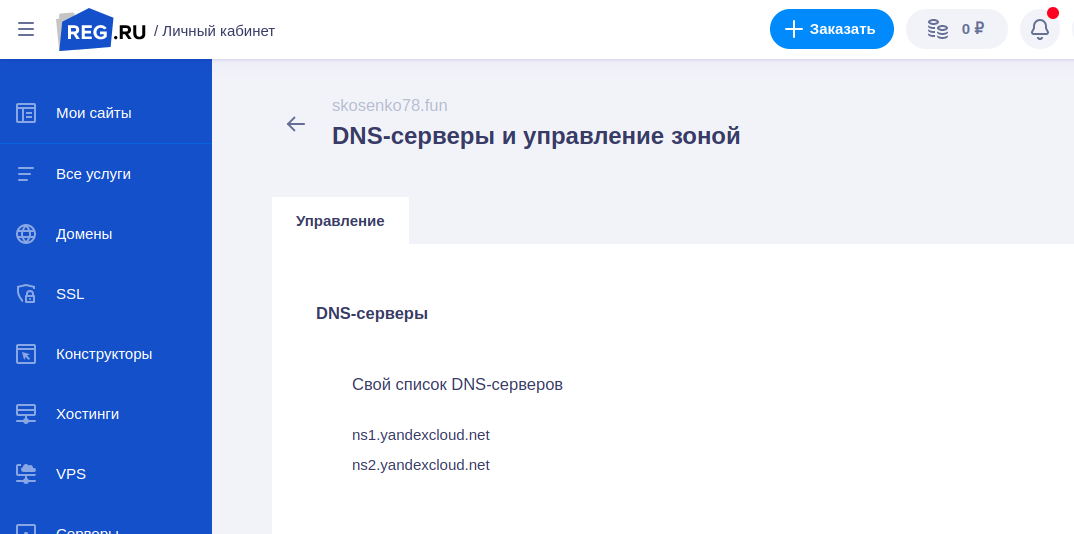 REG.RU / Личный кабинет
Заказать
0 ₽
Мои сайты
Все услуги
Домены
SSL
Конструкторы
Хостинги
VPS
Серверы
skosenko78.fun
DNS-серверы и управление зоной
Управление
DNS-серверы
Свой список DNS-серверов
ns1.yandexcloud.net
ns2.yandexcloud.net